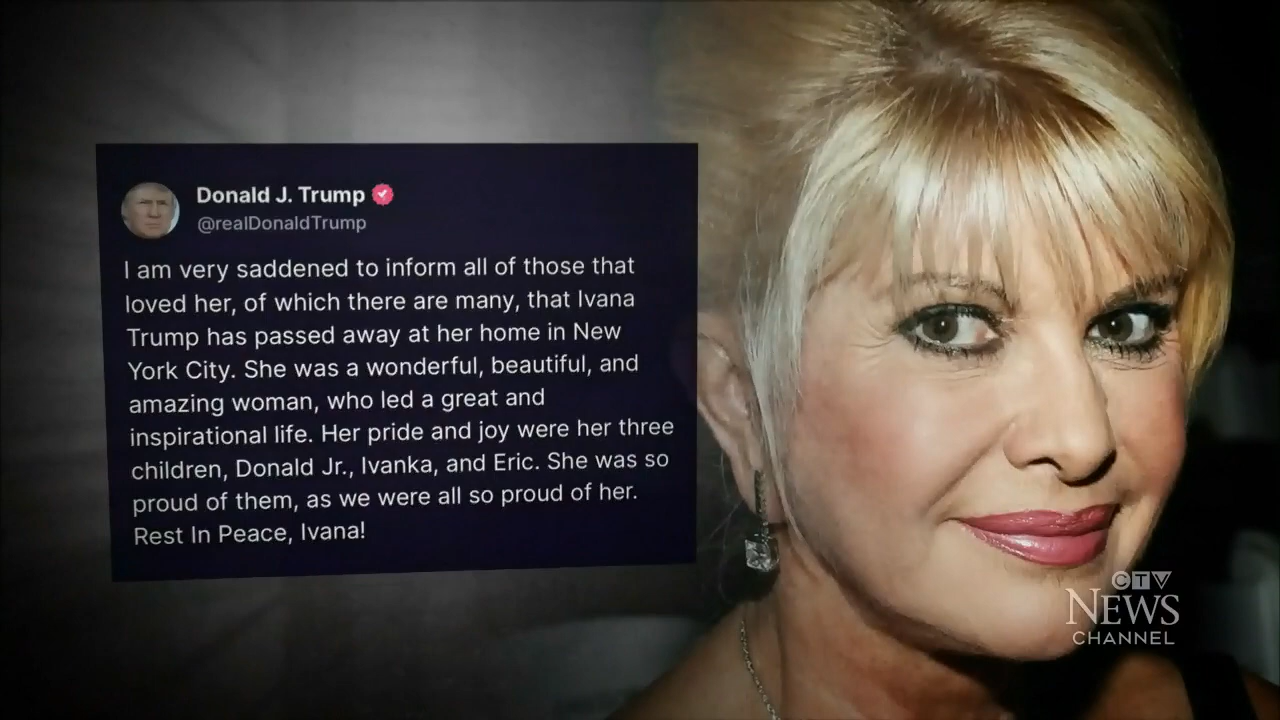 Donald J. Trump
@realDonaldTrump
I am very saddened to inform all of those that
loved her, of which there are many, that Ivana
Trump has passed away at her home in New
York City. She was a wonderful, beautiful, and
amazing woman, who led a great and
inspirational life. Her pride and joy were her three
children, Donald Jr., Ivanka, and Eric. She was so
proud of them, as we were all so proud of her.
Rest In Peace, Ivana!
CTV
NEWS
CHANNEL